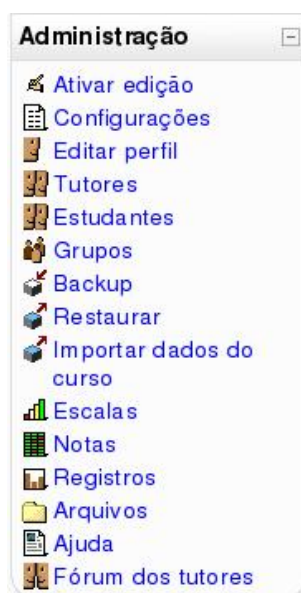 Administração
Ativar edição
Configurações
Editar perfil
Tutores
Estudantes
Grupos
Backup
Restaurar
Importar dados do
curso
Escalas
Notas
Registros
Arquivos
Ajuda
Fórum dos tutores